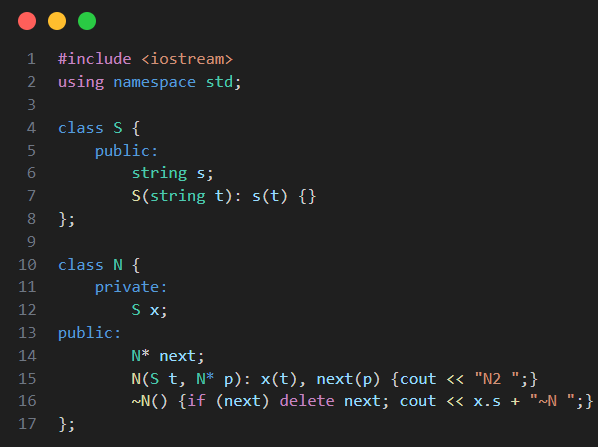 1 #include <iostream>
2 using namespace std;
3
4 class S {
5     public:
6         string s;
7         S(string t): s(t) {}
8 };
9
10 class N {
11     private:
12         S x;
13 public:
14         N* next;
15         N(S t, N* p): x(t), next(p) {cout << "N2 ";}
16         ~N() {if (next) delete next; cout << x.s + "~N ";}
17 };